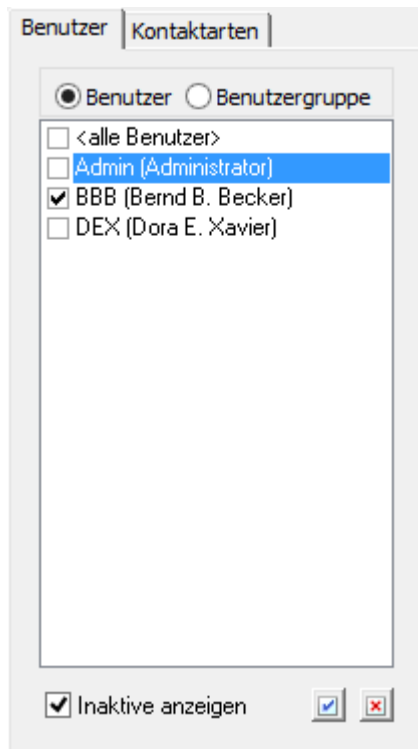 Benutzer Kontaktarten
Benutzer Benutzergruppe
<alle Benutzer>
Admin (Administrator)
BBB (Bernd B. Becker)
DEX (Dora E. Xavier)
Inaktive anzeigen